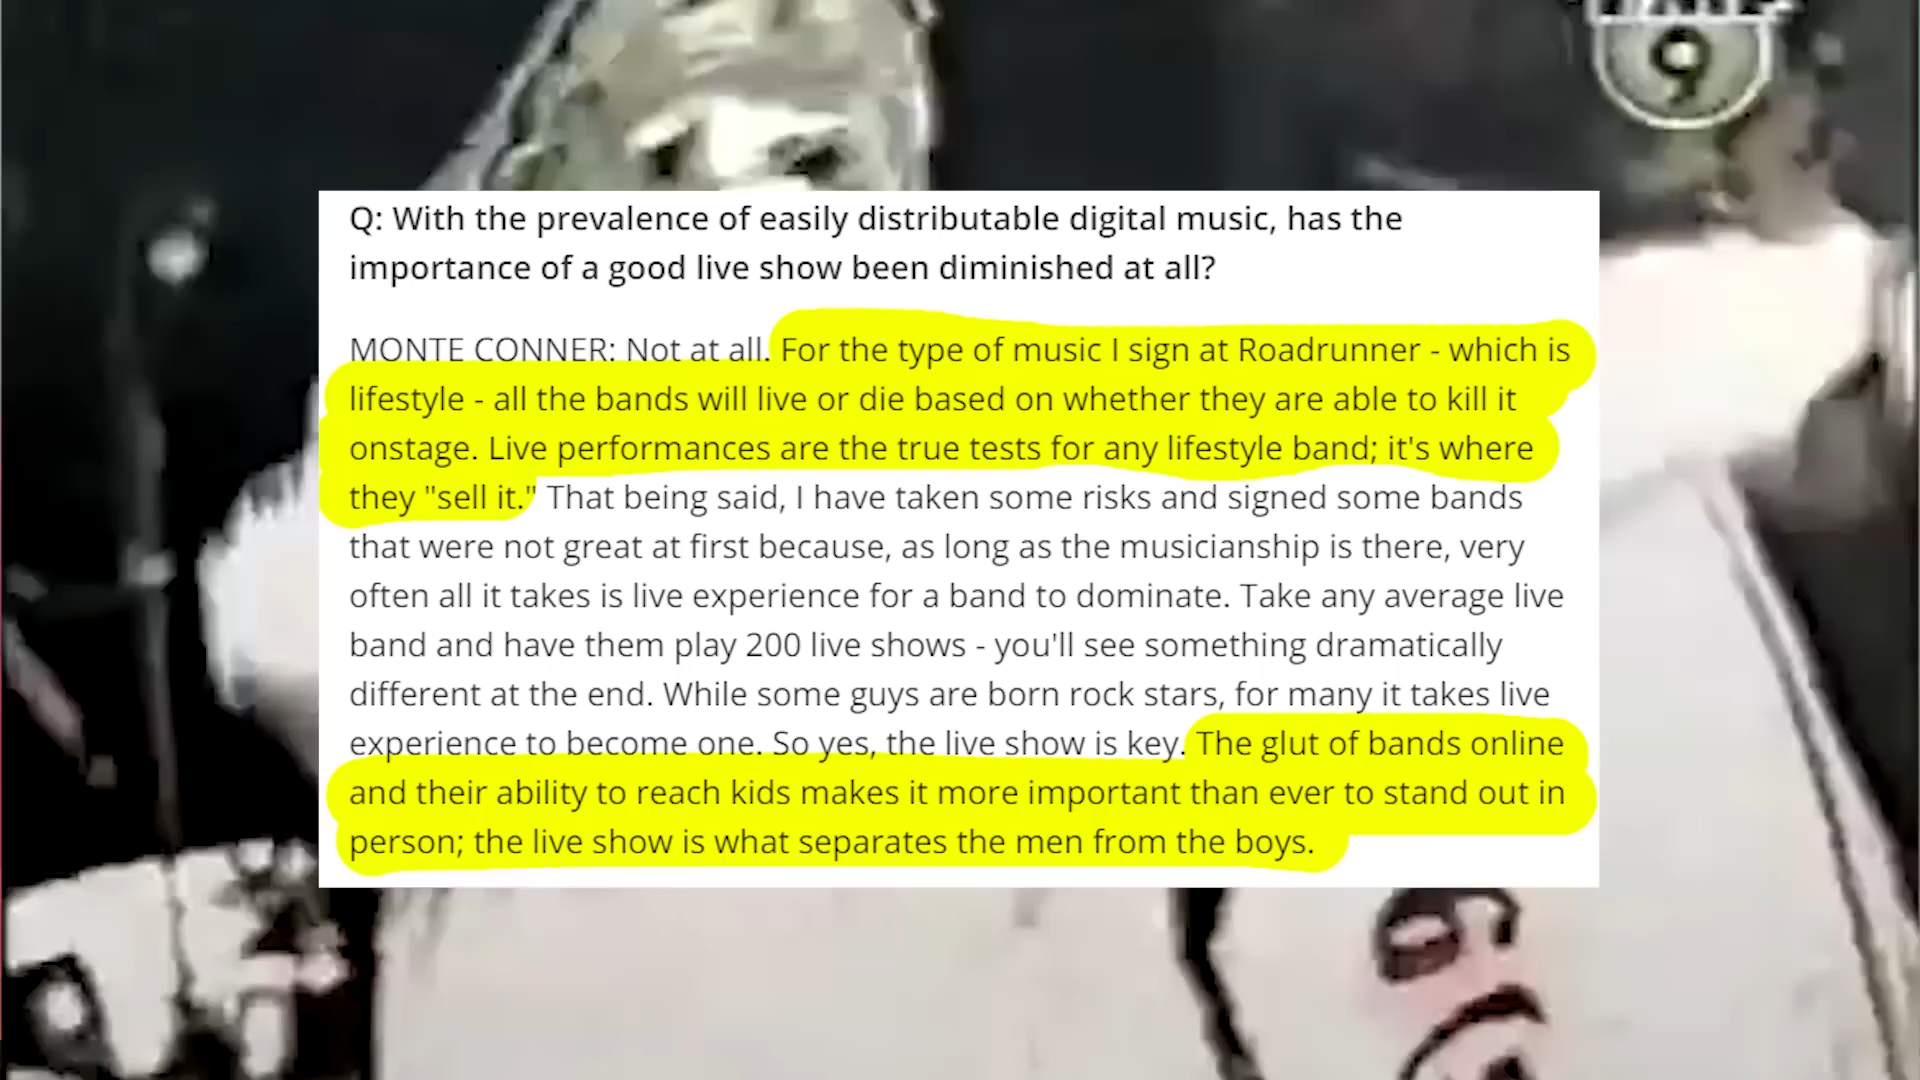 9
Q: With the prevalence of easily distributable digital music, has the
importance of a good live show been diminished at all?
MONTE CONNER: Not at all. For the type of music I sign at Roadrunner - which is
lifestyle - all the bands will live or die based on whether they are able to kill it
onstage. Live performances are the true tests for any lifestyle band; it's where
they "sell it." That being said, I have taken some risks and signed some bands
that were not great at first because, as long as the musicianship is there, very
often all it takes is live experience for a band to dominate. Take any average live
band and have them play 200 live shows - you'll see something dramatically
different at the end. While some guys are born rock stars, for many it takes live
experience to become one. So yes, the live show is key. The glut of bands online
and their ability to reach kids makes it more important than ever to stand out in
person; the live show is what separates the men from the boys.